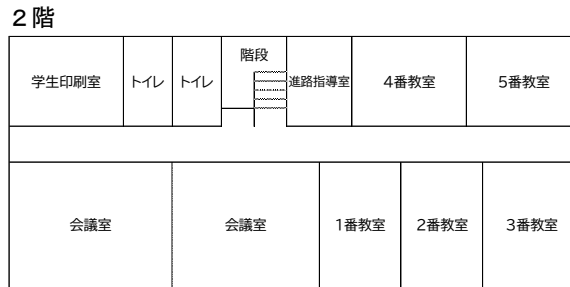 ２階
学生印刷室
トイレ
トイレ
階段
進路指導室
4番教室
5番教室
会議室
会議室
1番教室
2番教室
3番教室